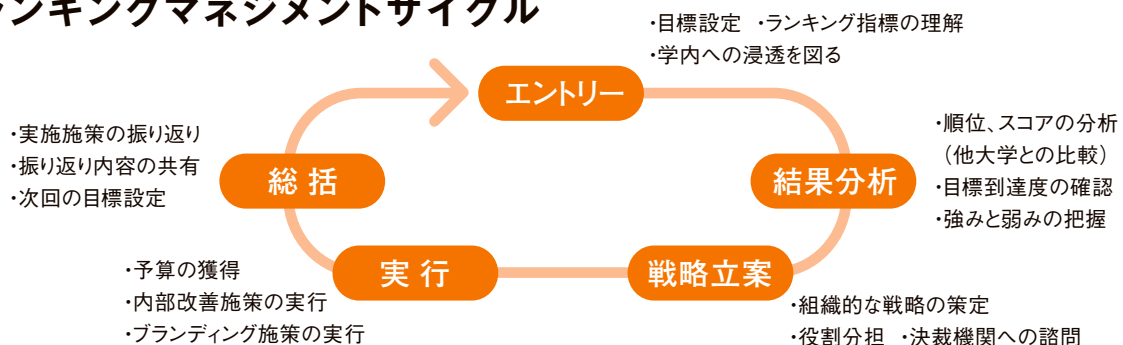 ランキングマネジメントサイクル
・目標設定 ・ランキング指標の理解
・学内への浸透を図る
エントリー
・順位、スコアの分析
（他大学との比較）
・目標到達度の確認
・強みと弱みの把握
結果分析
戦略立案
・組織的な戦略の策定
・役割分担 ・決裁機関への諮問
実行
・予算の獲得
・内部改善施策の実行
・ブランディング施策の実行
総括
・実施施策の振り返り
・振り返り内容の共有
・次回の目標設定